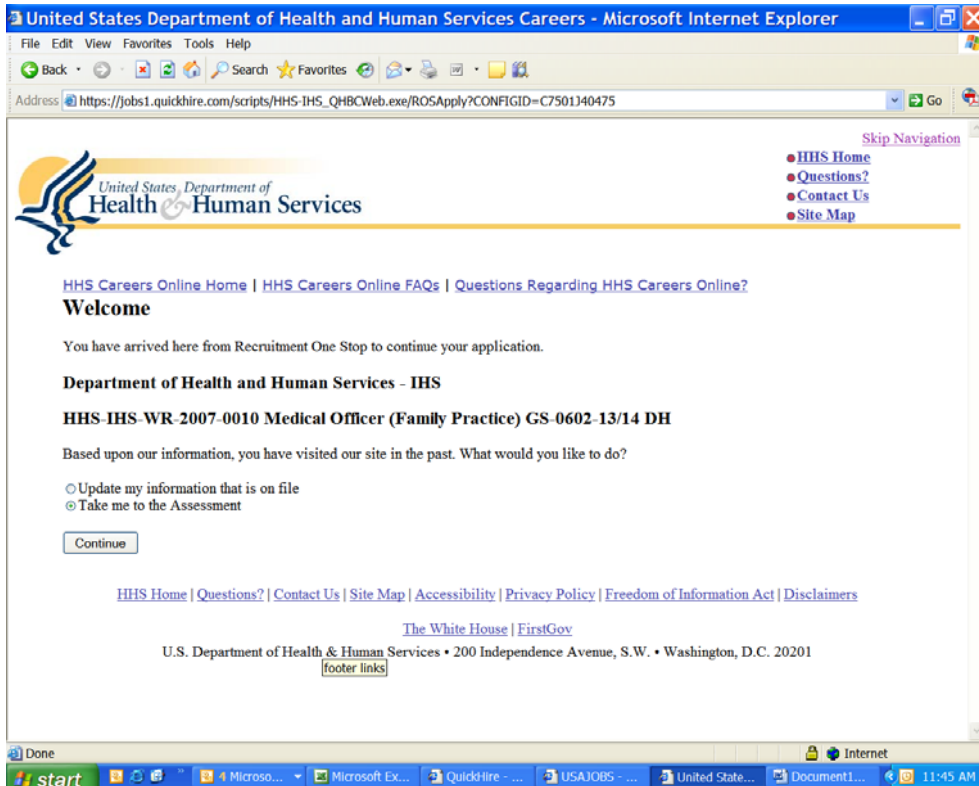 United States Department of Health and Human Services Careers - Microsoft Internet Explorer
File Edit View Favorites Tools Help
Back Search Favorites
Address https://jobs1.quickhire.com/scripts/HHS-IHS_QHBCWeb.exe/ROSApply?CONFIGID=C7501J40475 Go
Skip Navigation
HHS Home
Questions?
Contact Us
Site Map
United States Department of
Health & Human Services
HHS Careers Online Home | HHS Careers Online FAQs | Questions Regarding HHS Careers Online?
Welcome
You have arrived here from Recruitment One Stop to continue your application.
Department of Health and Human Services - IHS
HHS-IHS-WR-2007-0010 Medical Officer (Family Practice) GS-0602-13/14 DH
Based upon our information, you have visited our site in the past. What would you like to do?
Update my information that is on file
Take me to the Assessment
Continue
HHS Home | Questions? | Contact Us | Site Map | Accessibility | Privacy Policy | Freedom of Information Act | Disclaimers
The White House | FirstGov
U.S. Department of Health & Human Services • 200 Independence Avenue, S.W. • Washington, D.C. 20201
footer links
Done Internet
start 4 Microso... Microsoft Ex... QuickHire - ... USAJOBS - ... United State... Document1... 11:45 AM